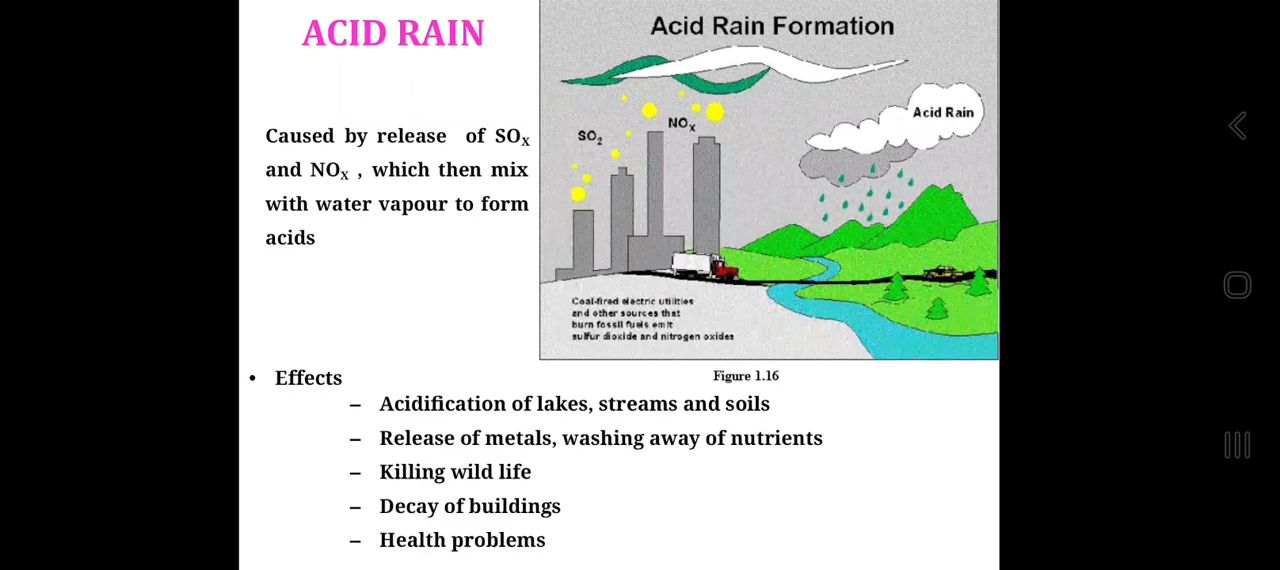 ACID RAIN
Caused by release of SOX
and NOX , which then mix
with water vapour to form
acids
Acid Rain Formation
Acid Rain
NOx
SO2
Coal-fired electric utilities
and other sources that
burn fossil fuels emit
sulfur dioxide and nitrogen oxides
Figure 1.16
• Effects
– Acidification of lakes, streams and soils
– Release of metals, washing away of nutrients
– Killing wild life
– Decay of buildings
– Health problems